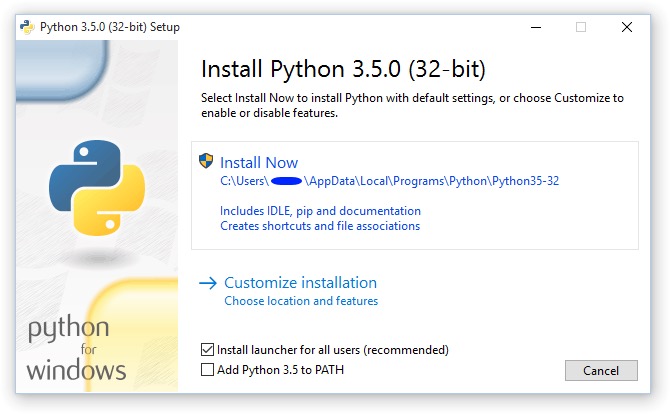 Python 3.5.0 (32-bit) Setup
Install Python 3.5.0 (32-bit)
Select Install Now to install Python with default settings, or choose Customize to
enable or disable features.
Install Now
C:\Users\ \AppData\Local\Programs\Python\Python35-32
Includes IDLE, pip and documentation
Creates shortcuts and file associations
Customize installation
Choose location and features
python
for
windows
Install launcher for all users (recommended)
Add Python 3.5 to PATH
Cancel